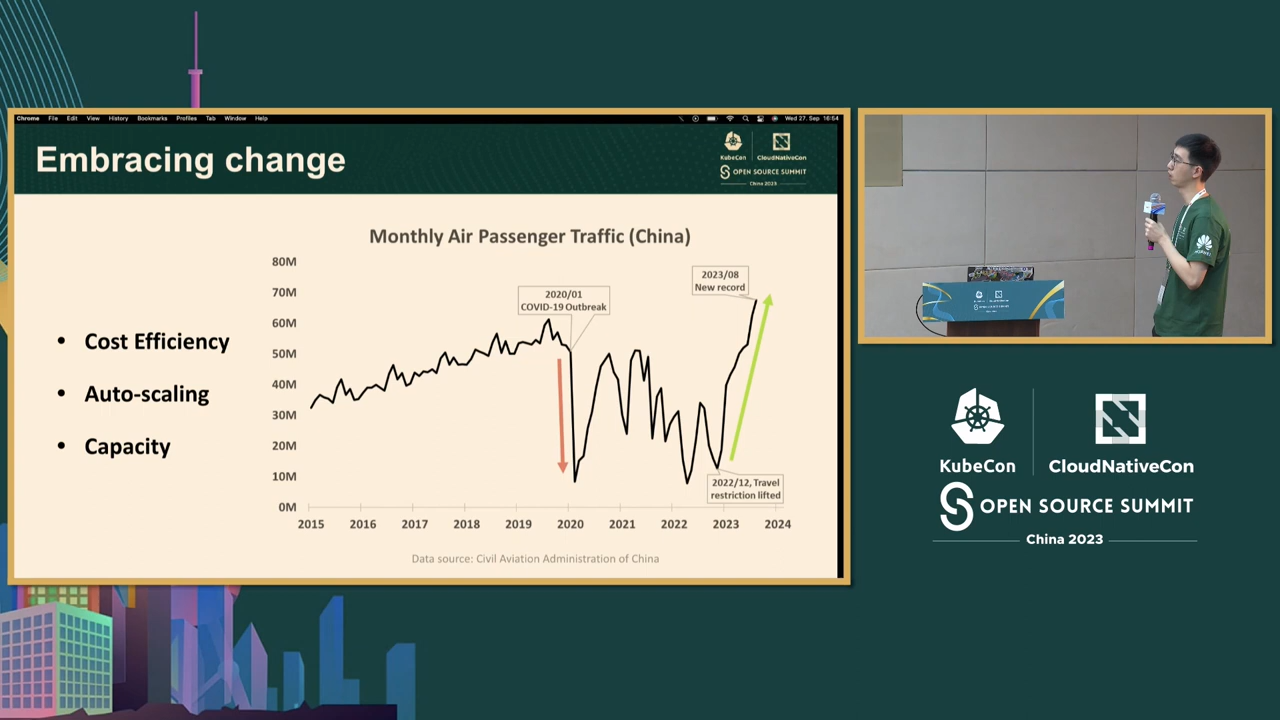 Chrome File Edit View History Bookmarks Profiles Tab Window Help
Wed 27. Sep 16:54
Embracing change
KubeCon
CloudNativeCon
OPEN SOURCE SUMMIT
China 2023
Monthly Air Passenger Traffic (China)
80M
70M
60M
50M
40M
30M
20M
10M
0M
2015 2016 2017 2018 2019 2020 2021 2022 2023 2024
2020/01
COVID-19 Outbreak
2023/08
New record
2022/12, Travel
restriction lifted
• Cost Efficiency
• Auto-scaling
• Capacity
Data source: Civil Aviation Administration of China
HUAWEI
KubeCon
CloudNativeCon
OPEN SOURCE SUMMIT
China 2023